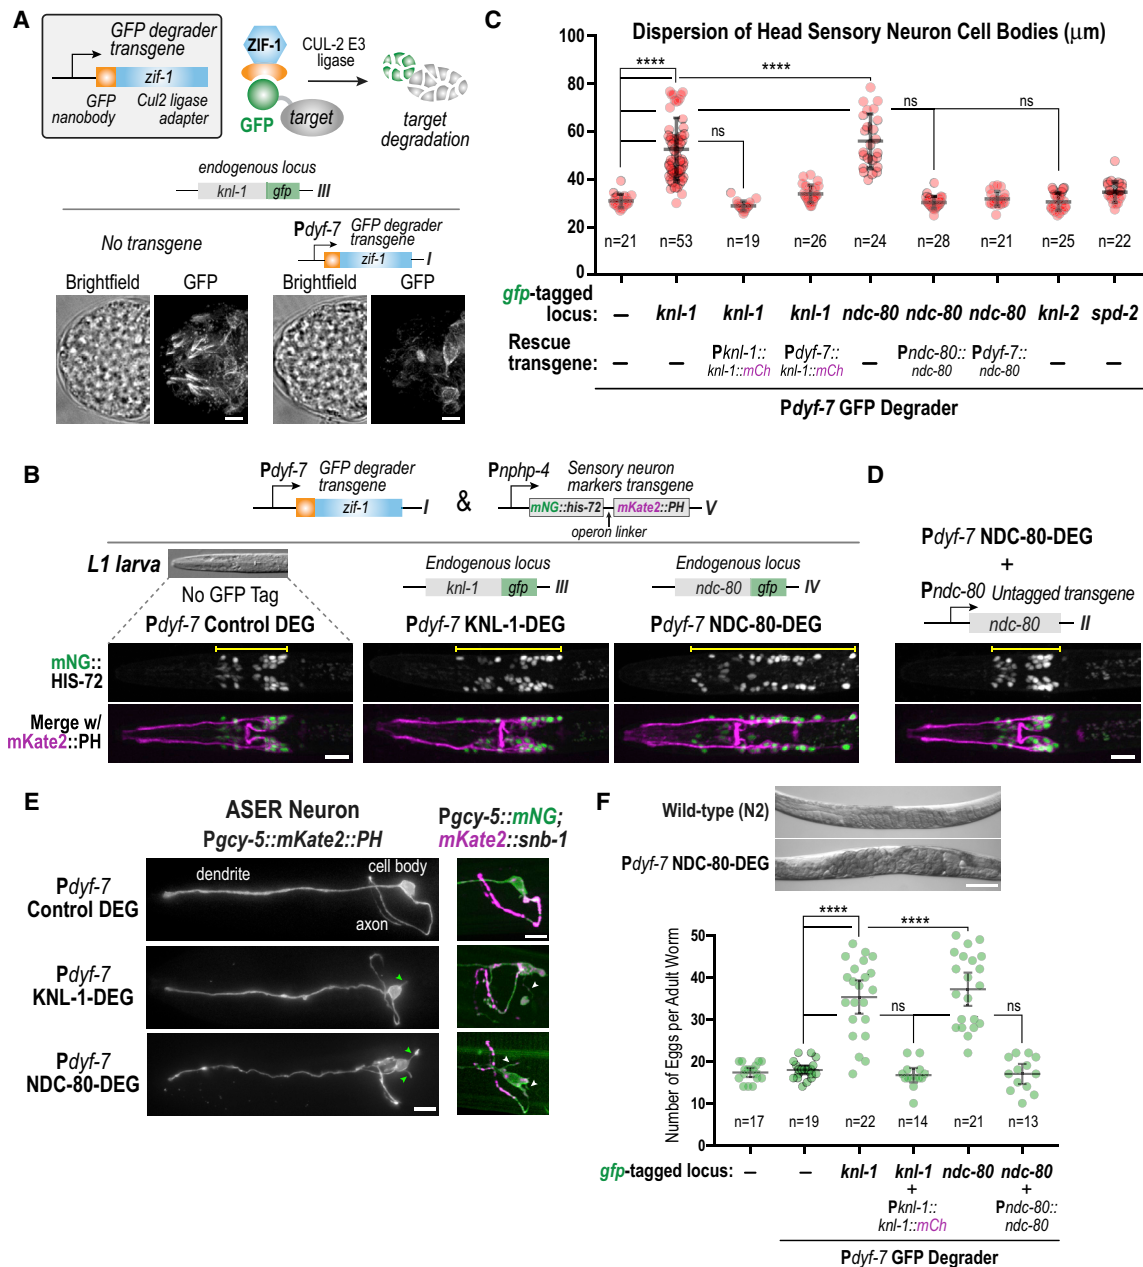 A
GFP degrader
transgene
zif-1
GFP
nanobody
Cul2 ligase
adapter
ZIF-1
CUL-2 E3
ligase
GFP
target
target
degradation
endogenous locus
knl-1
gfp
III
No transgene
Pdyf-7
GFP degrader
transgene
zif-1
I
Brightfield
GFP
Brightfield
GFP
C
Dispersion of Head Sensory Neuron Cell Bodies (μm)
100
80
60
40
20
0
****
****
ns
ns
ns
n=21
n=53
n=19
n=26
n=24
n=28
n=21
n=25
n=22
gfp-tagged
locus:
–
knl-1
knl-1
knl-1
ndc-80
ndc-80
ndc-80
knl-2
spd-2
Rescue
transgene:
–
–
Pknl-1::
knl-1::mCh
Pdyf-7::
knl-1::mCh
–
Pndc-80::
ndc-80
Pdyf-7::
ndc-80
–
–
Pdyf-7 GFP Degrader
B
Pdyf-7
GFP degrader
transgene
zif-1
I
&
Pnphp-4
Sensory neuron
markers transgene
mNG::his-72
mKate2::PH
V
operon linker
L1 larva
No GFP Tag
Pdyf-7 Control DEG
Endogenous locus
knl-1
gfp
III
Pdyf-7 KNL-1-DEG
Endogenous locus
ndc-80
gfp
IV
Pdyf-7 NDC-80-DEG
mNG::
HIS-72
Merge w/
mKate2::PH
D
Pdyf-7 NDC-80-DEG
+
Pndc-80
Untagged transgene
ndc-80
II
E
ASER Neuron
Pgcy-5::mKate2::PH
Pgcy-5::mNG;
mKate2::snb-1
Pdyf-7
Control DEG
dendrite
cell body
axon
Pdyf-7
KNL-1-DEG
Pdyf-7
NDC-80-DEG
F
Wild-type (N2)
Pdyf-7 NDC-80-DEG
Number of Eggs per Adult Worm
50
40
30
20
10
0
****
****
ns
ns
n=17
n=19
n=22
n=14
n=21
n=13
gfp-tagged locus:
–
–
knl-1
knl-1
+
Pknl-1::
knl-1::mCh
ndc-80
ndc-80
+
Pndc-80::
ndc-80
Pdyf-7 GFP Degrader